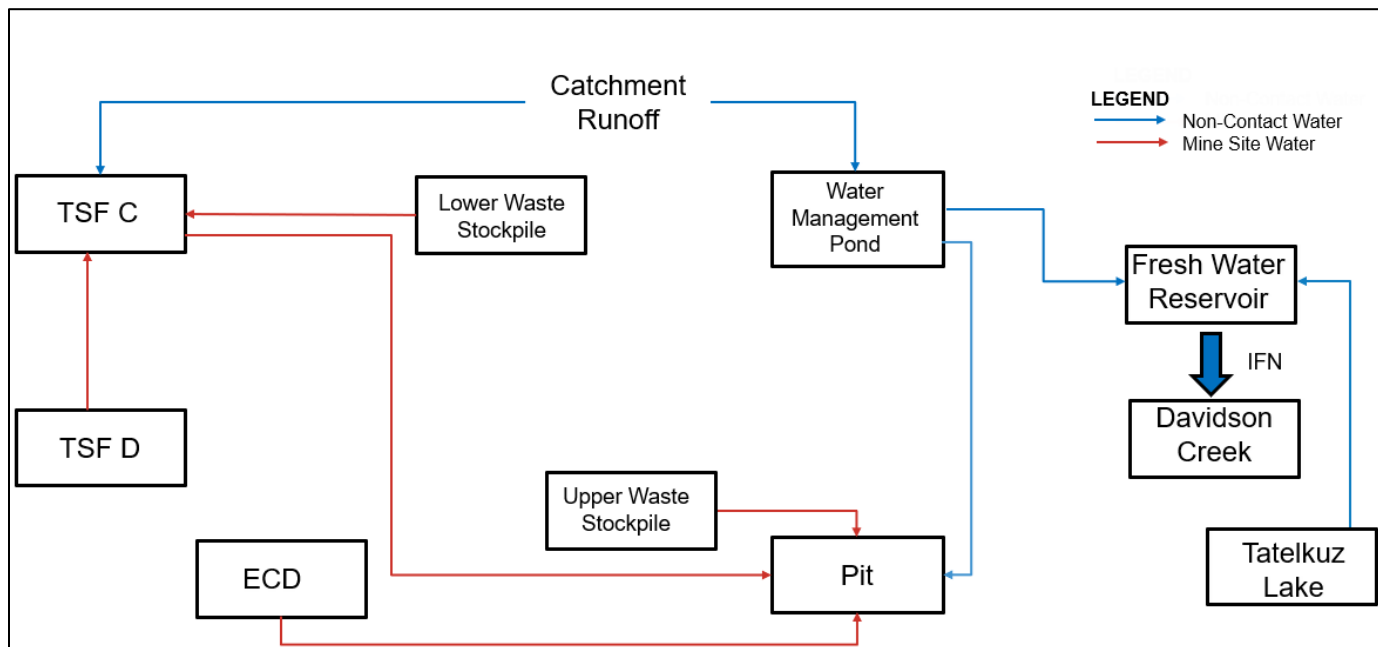 Catchment
Runoff
LEGEND
Non-Contact Water
Mine Site Water
TSF C
Lower Waste
Stockpile
Water
Management
Pond
Fresh Water
Reservoir
IFN
Davidson
Creek
TSF D
Upper Waste
Stockpile
ECD
Pit
Tatelkuz
Lake